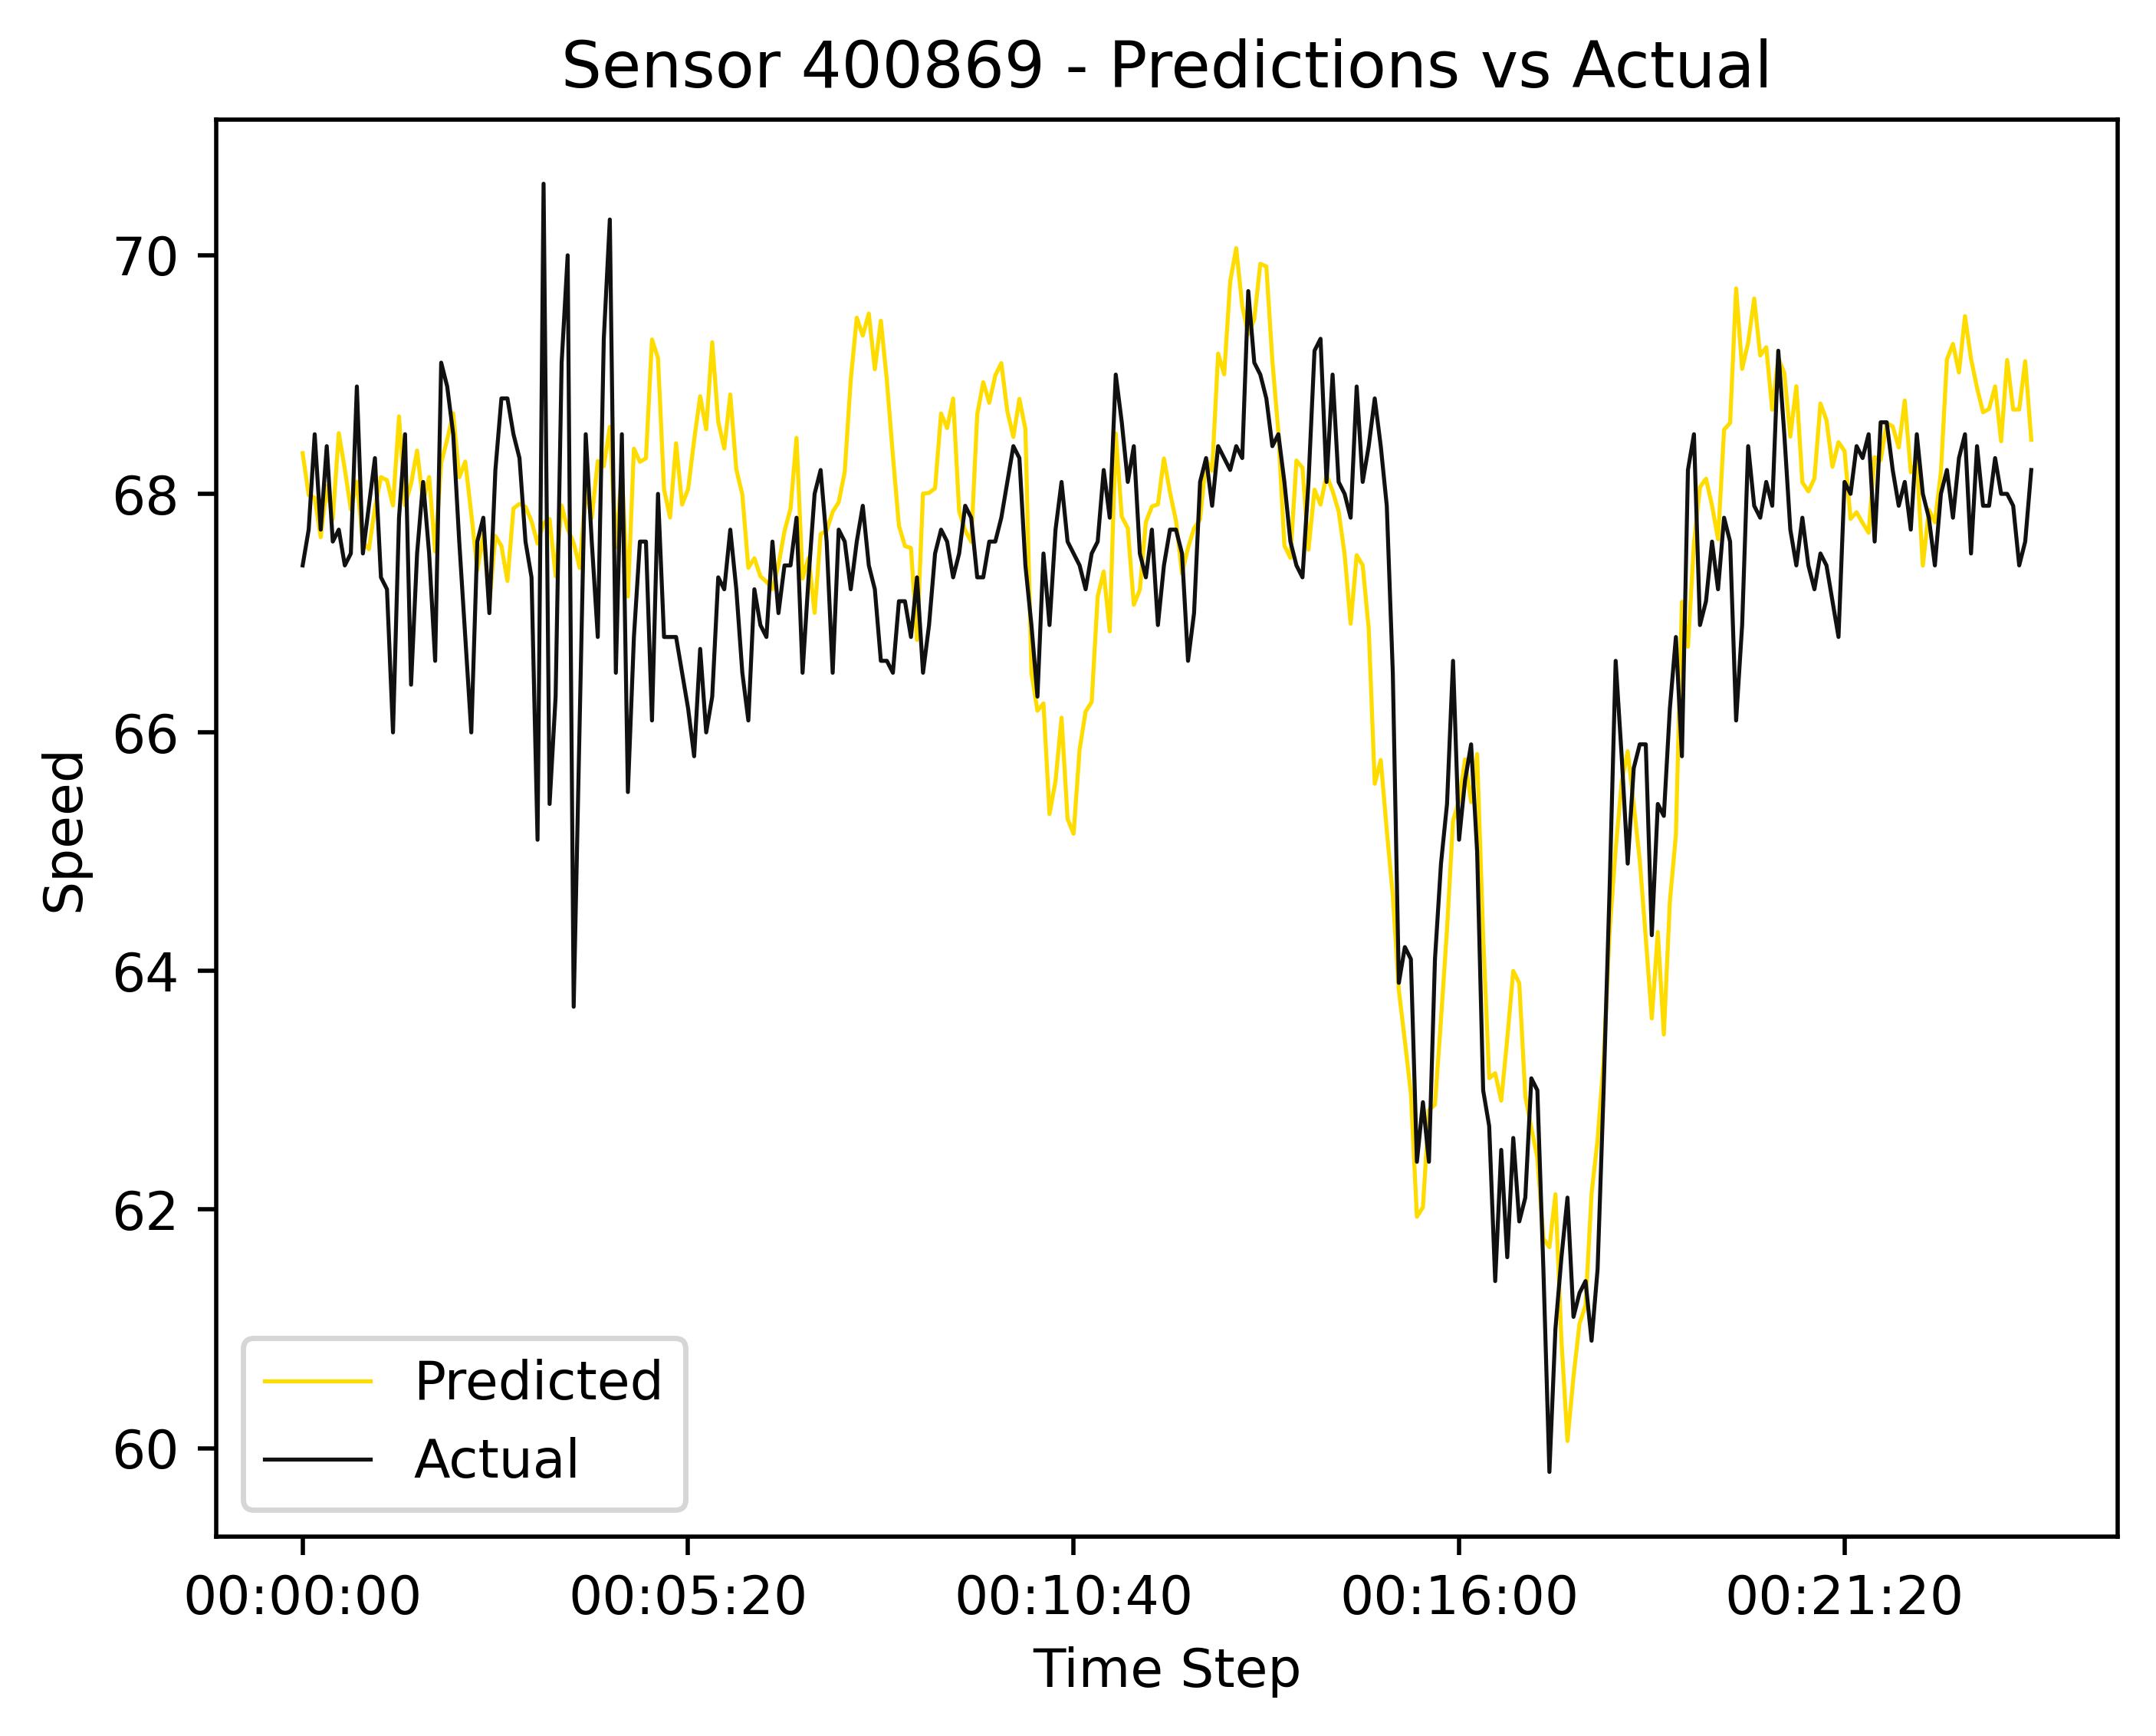 Sensor 400869 - Predictions vs Actual
70
68
66
64
62
60
Speed
Predicted
Actual
00:00:00 00:05:20 00:10:40 00:16:00 00:21:20
Time Step